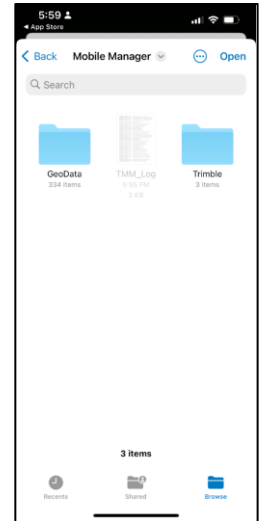 5:59
◀ App Store
Back Mobile Manager Open
Search
GeoData
334 items
TMM_Log
3:55 PM
3 KB
Trimble
3 items
3 items
Recents
Shared
Browse